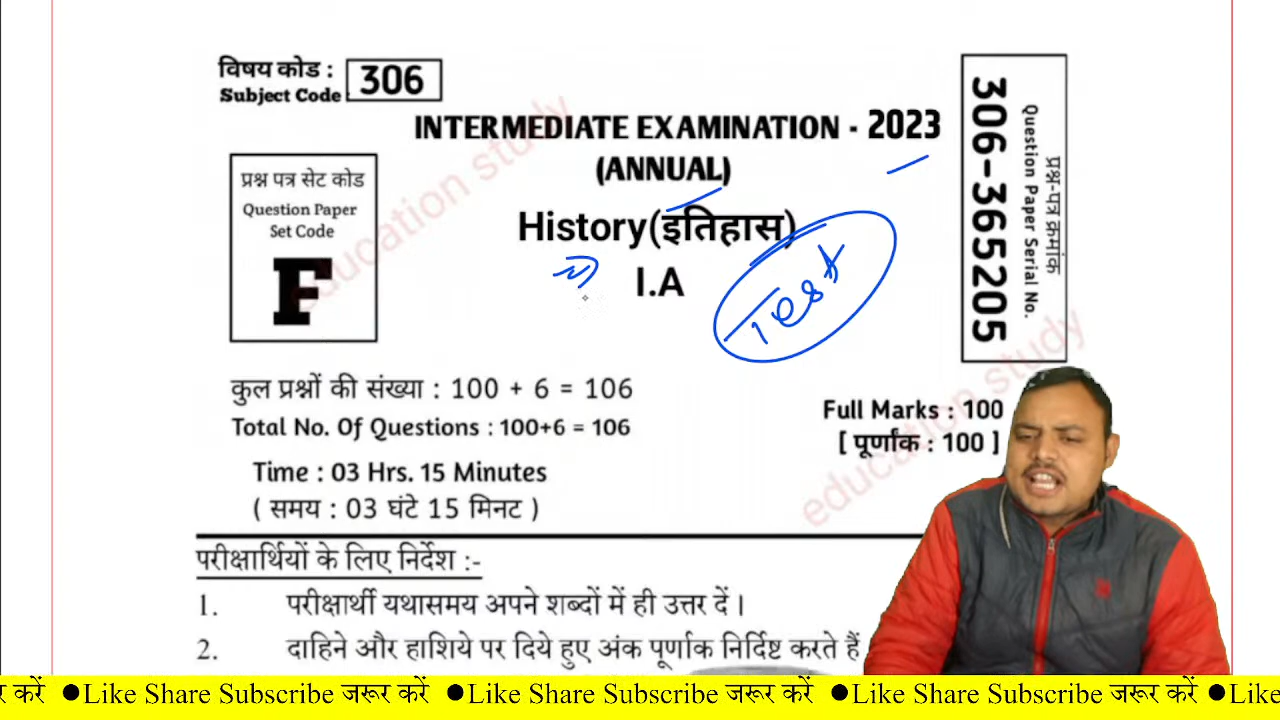 विषय कोड :
Subject Code
306
INTERMEDIATE EXAMINATION - 2023
(ANNUAL)
History(इतिहास)
I.A
Test
प्रश्न पत्र सेट कोड
Question Paper
Set Code
F
प्रश्न-पत्र क्रमांक
Question Paper Serial No.
306-365205
कुल प्रश्नों की संख्या : 100 + 6 = 106
Total No. Of Questions : 100+6 = 106
Full Marks : 100
[ पूर्णांक : 100 ]
Time : 03 Hrs. 15 Minutes
( समय : 03 घंटे 15 मिनट )
परीक्षार्थियों के लिए निर्देश :-
1. परीक्षार्थी यथासमय अपने शब्दों में ही उत्तर दें ।
2. दाहिने और हाशिये पर दिये हुए अंक पूर्णाक निर्दिष्ट करते हैं
education study
education study
र करें ●Like Share Subscribe जरूर करें ●Like Share Subscribe जरूर करें ●Like Share Subscribe जरूर करें ●Like